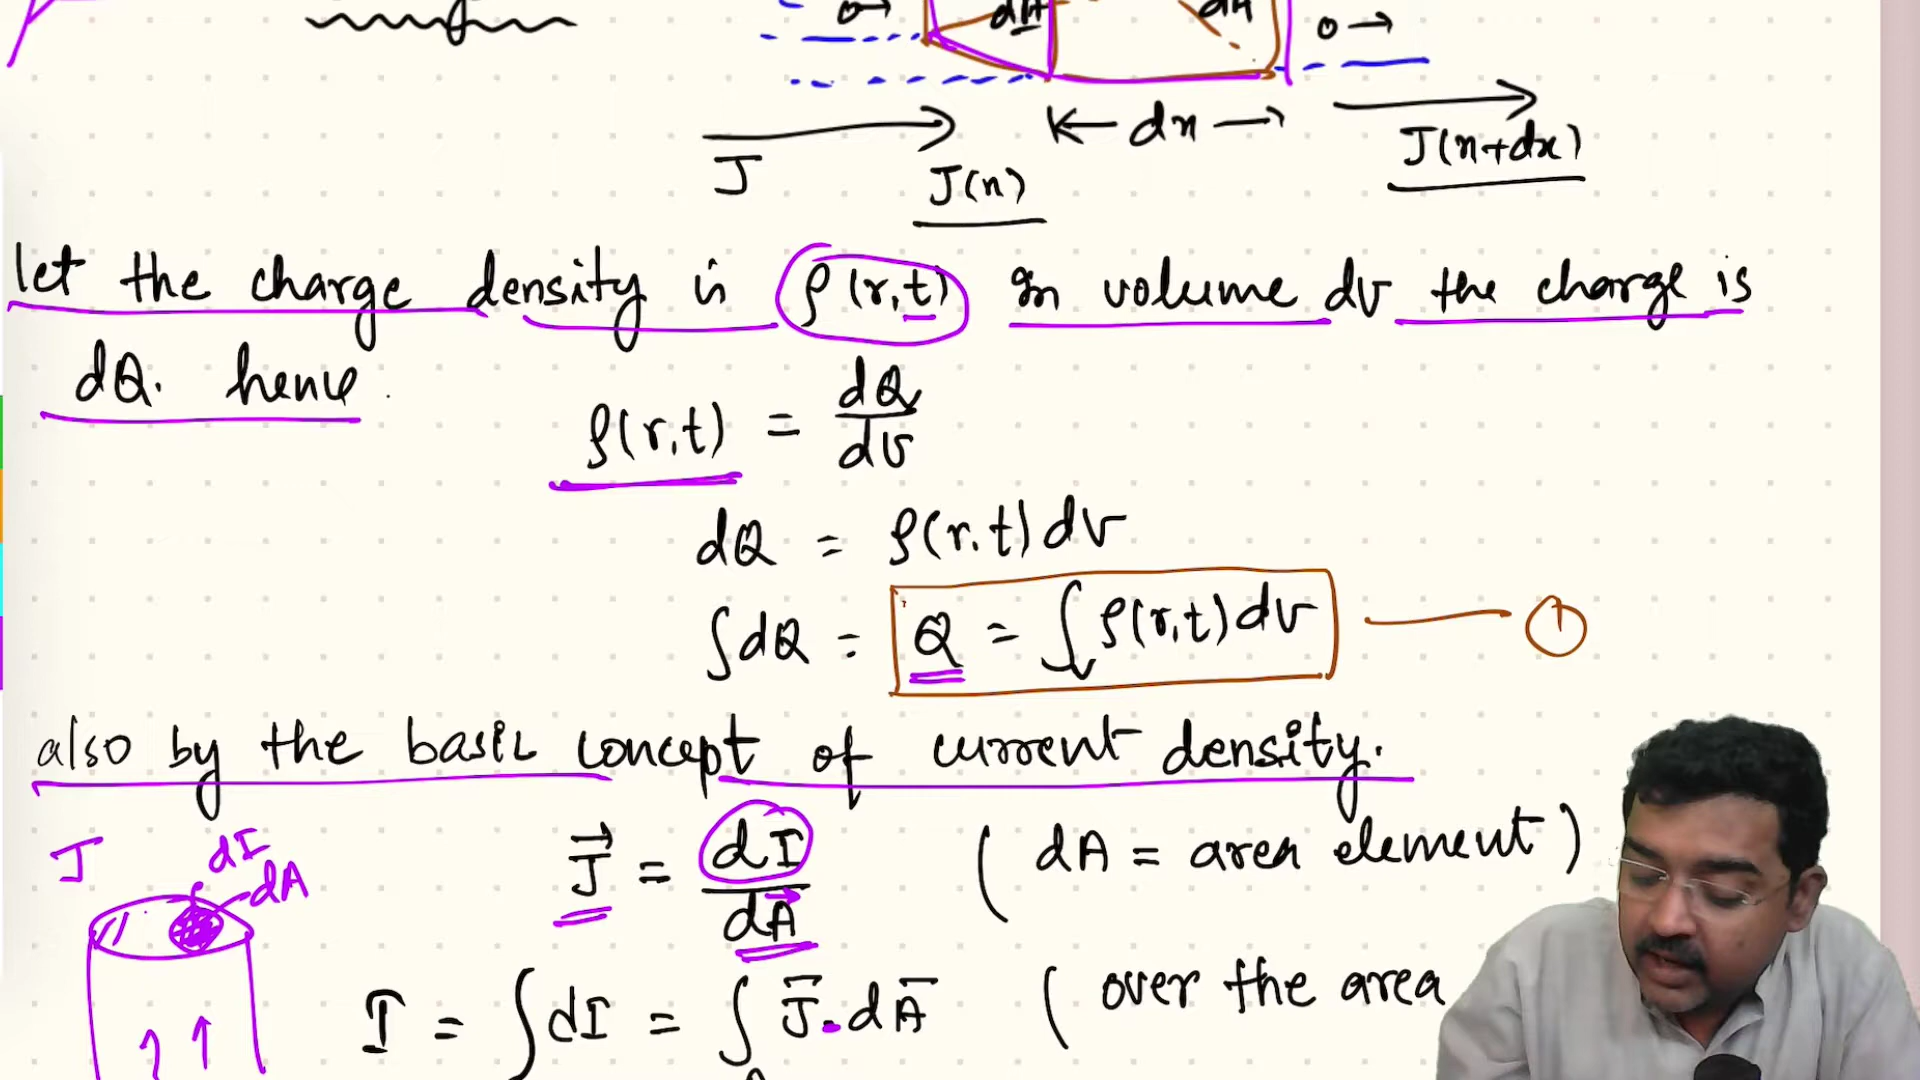 dA dA
o→ o→
J J(n) ← dn → J(n+dx)
let the charge density is ρ(r,t) In volume dv the charge is
dQ. hence
ρ(r,t) = dQ/dv
dQ = ρ(r,t) dv
∫dQ = Q = ∫_v ρ(r,t) dv — ①
also by the basic concept of current density.
J dI dA
J⃗ = dI/dA⃗ ( dA = area element )
I = ∫dI = ∫ J̅·dA̅ ( over the area